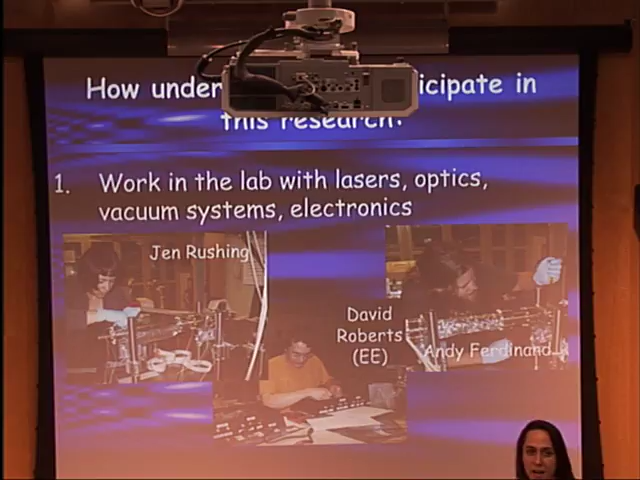 How under icipate in
this research?
1. Work in the lab with lasers, optics,
vacuum systems, electronics
Jen Rushing
David
Roberts
(EE)
Andy Ferdinand